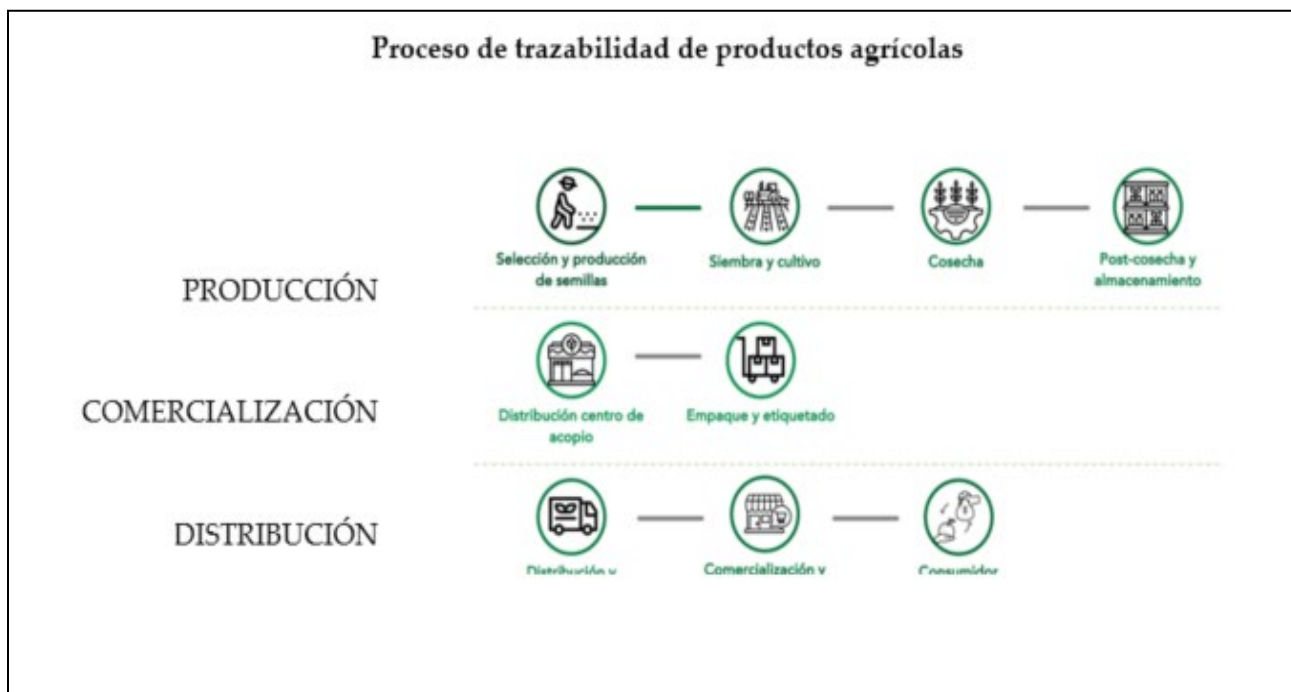 Proceso de trazabilidad de productos agrícolas
PRODUCCIÓN
Selección y producción
de semillas
Siembra y cultivo
Cosecha
Post-cosecha y
almacenamiento
COMERCIALIZACIÓN
Distribución centro de
acopio
Empaque y etiquetado
DISTRIBUCIÓN
Distribución y
Comercialización y
Consumidor